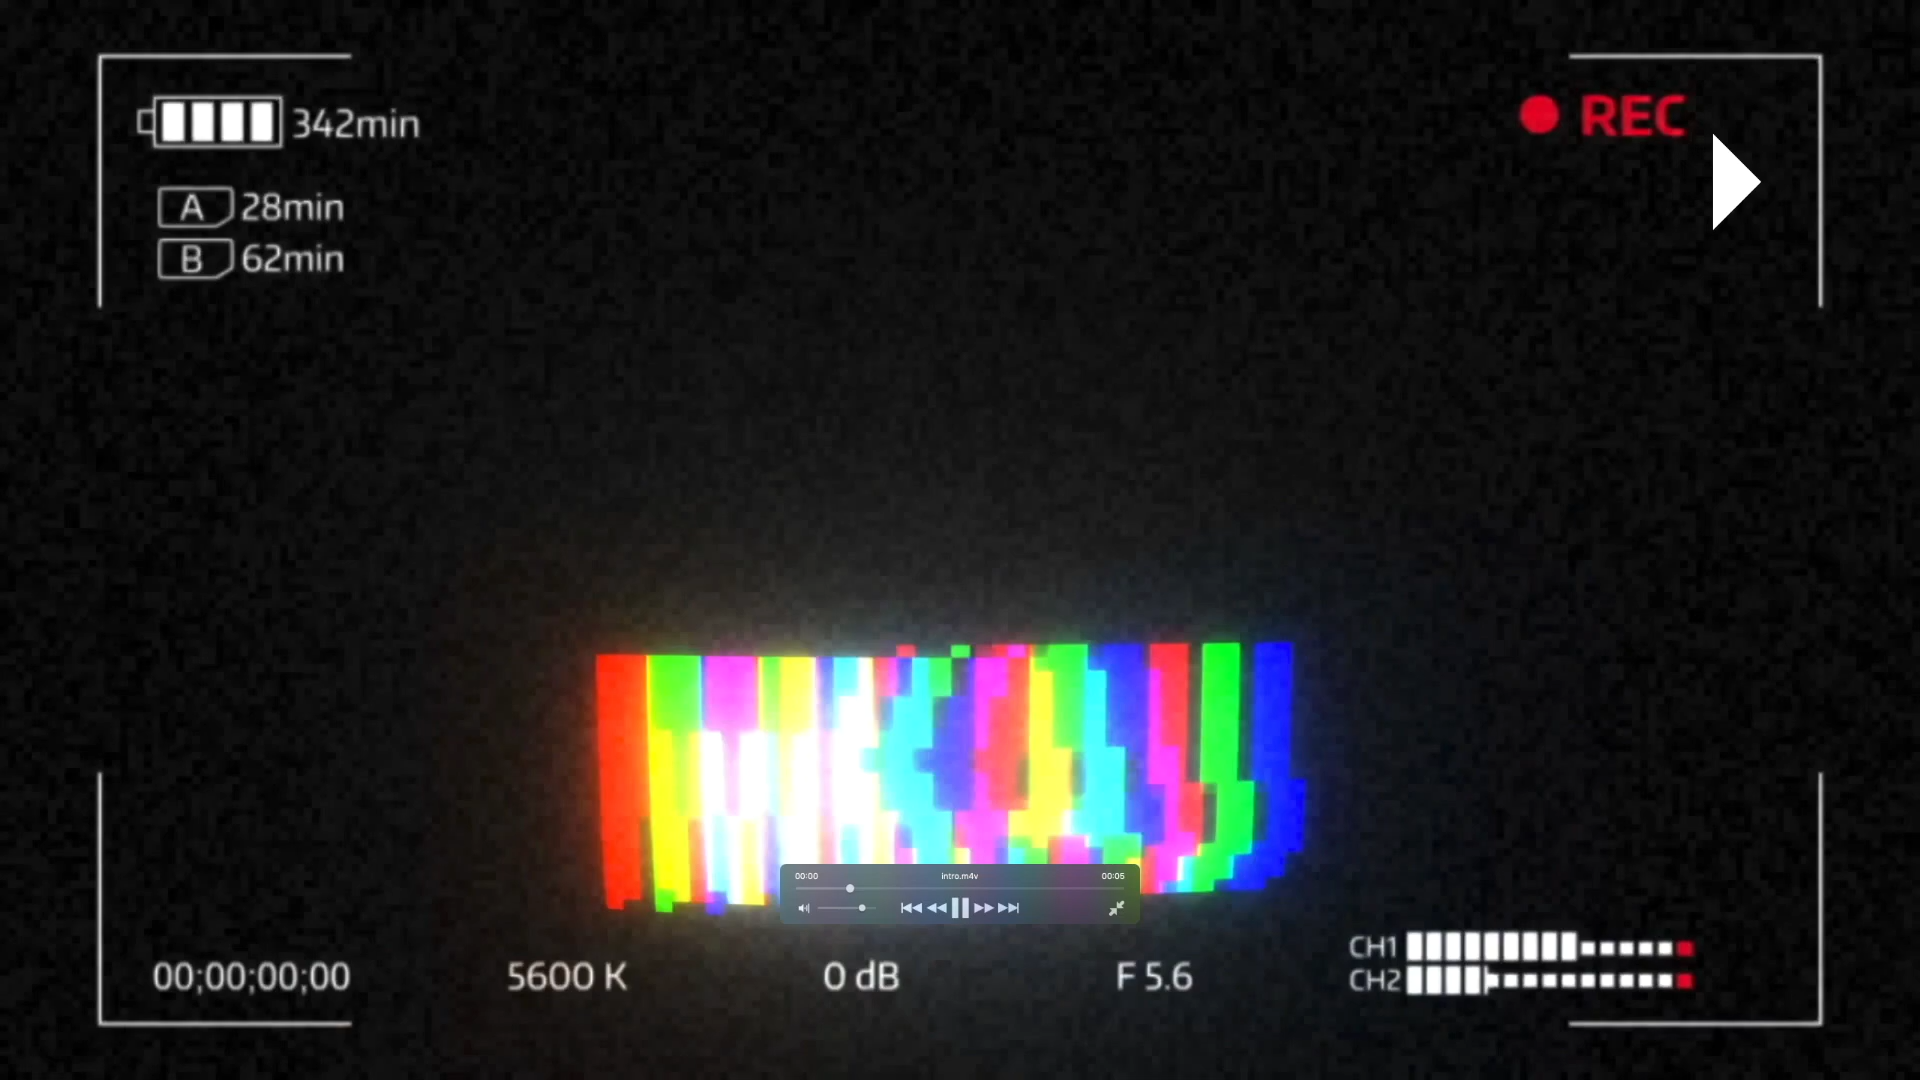 342min
REC
A 28min
B 62min
00:00 intro.m4v 00:05
CH1
00;00;00;00 5600 K 0 dB F 5.6 CH2